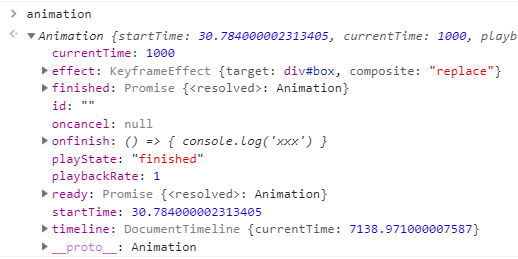 animation
Animation {startTime: 30.784000002313405, currentTime: 1000, playb
currentTime: 1000
effect: KeyframeEffect {target: div#box, composite: "replace"}
finished: Promise {<resolved>: Animation}
id: ""
oncancel: null
onfinish: () => { console.log('xxx') }
playState: "finished"
playbackRate: 1
ready: Promise {<resolved>: Animation}
startTime: 30.784000002313405
timeline: DocumentTimeline {currentTime: 7138.971000007587}
__proto__: Animation